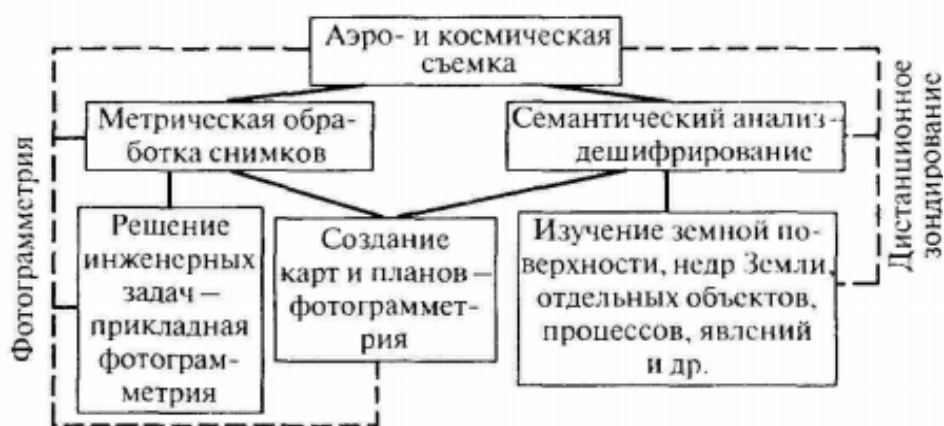 Аэро- и космическая
съемка
Метрическая обра-
ботка снимков
Семантический анализ-
дешифрирование
Решение
инженерных
задач –
прикладная
фотограм-
метрия
Создание
карт и планов –
фотограммет-
рия
Изучение земной по-
верхности, недр Земли,
отдельных объектов,
процессов, явлений
и др.
Фотограмметрия
Дистанционное
зондирование